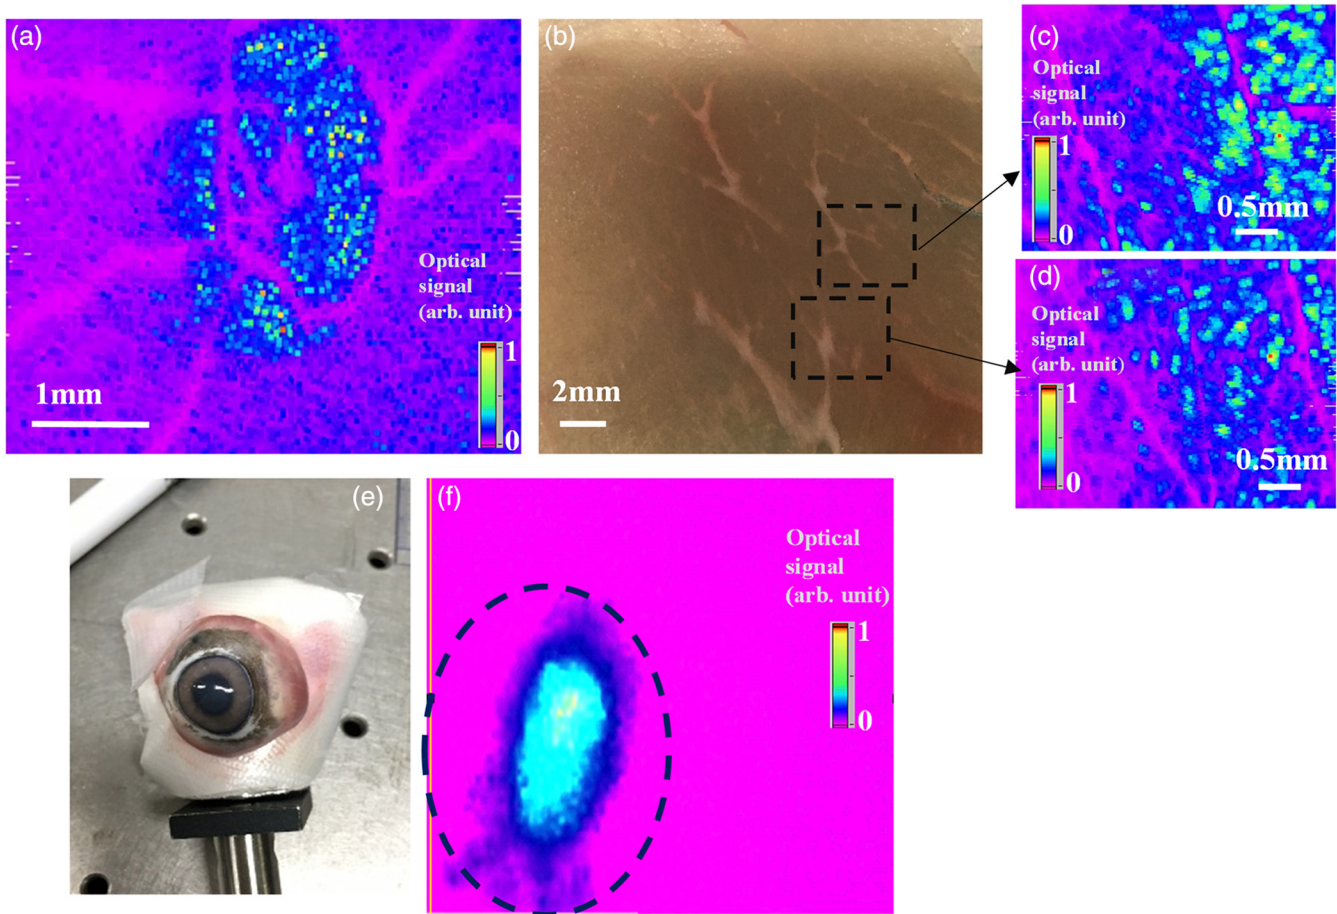 (a)
Optical
signal
(arb. unit)
1
0
1mm
(b)
2mm
(c)
Optical
signal
(arb. unit)
1
0
0.5mm
(d)
Optical
signal
(arb. unit)
1
0
0.5mm
(e)
(f)
Optical
signal
(arb. unit)
1
0